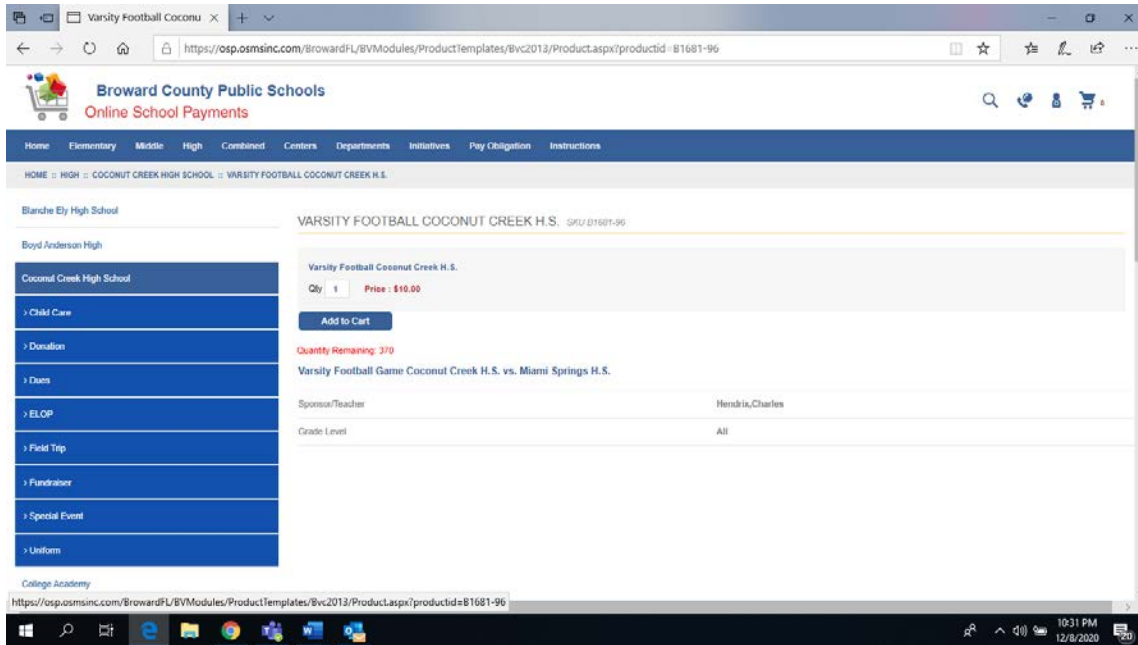 Varsity Football Coconu
https://osp.osmsinc.com/BrowardFL/BVModules/ProductTemplates/Bvc2013/Product.aspx?productid=B1681-96
Broward County Public Schools
Online School Payments
0
Home Elementary Middle High Combined Centers Departments Initiatives Pay Obligation Instructions
HOME :: HIGH :: COCONUT CREEK HIGH SCHOOL :: VARSITY FOOTBALL COCONUT CREEK H.S.
Blanche Ely High School
Boyd Anderson High
Coconut Creek High School
> Child Care
> Donation
> Dues
> ELOP
> Field Trip
> Fundraiser
> Special Event
> Uniform
College Academy
VARSITY FOOTBALL COCONUT CREEK H.S. SKU B1681-96
Varsity Football Coconut Creek H.S.
Qty 1 Price : $10.00
Add to Cart
Quantity Remaining: 370
Varsity Football Game Coconut Creek H.S. vs. Miami Springs H.S.
Sponsor/Teacher Hendrix,Charles
Grade Level All
https://osp.osmsinc.com/BrowardFL/BVModules/ProductTemplates/Bvc2013/Product.aspx?productid=B1681-96
10:31 PM
12/8/2020
20